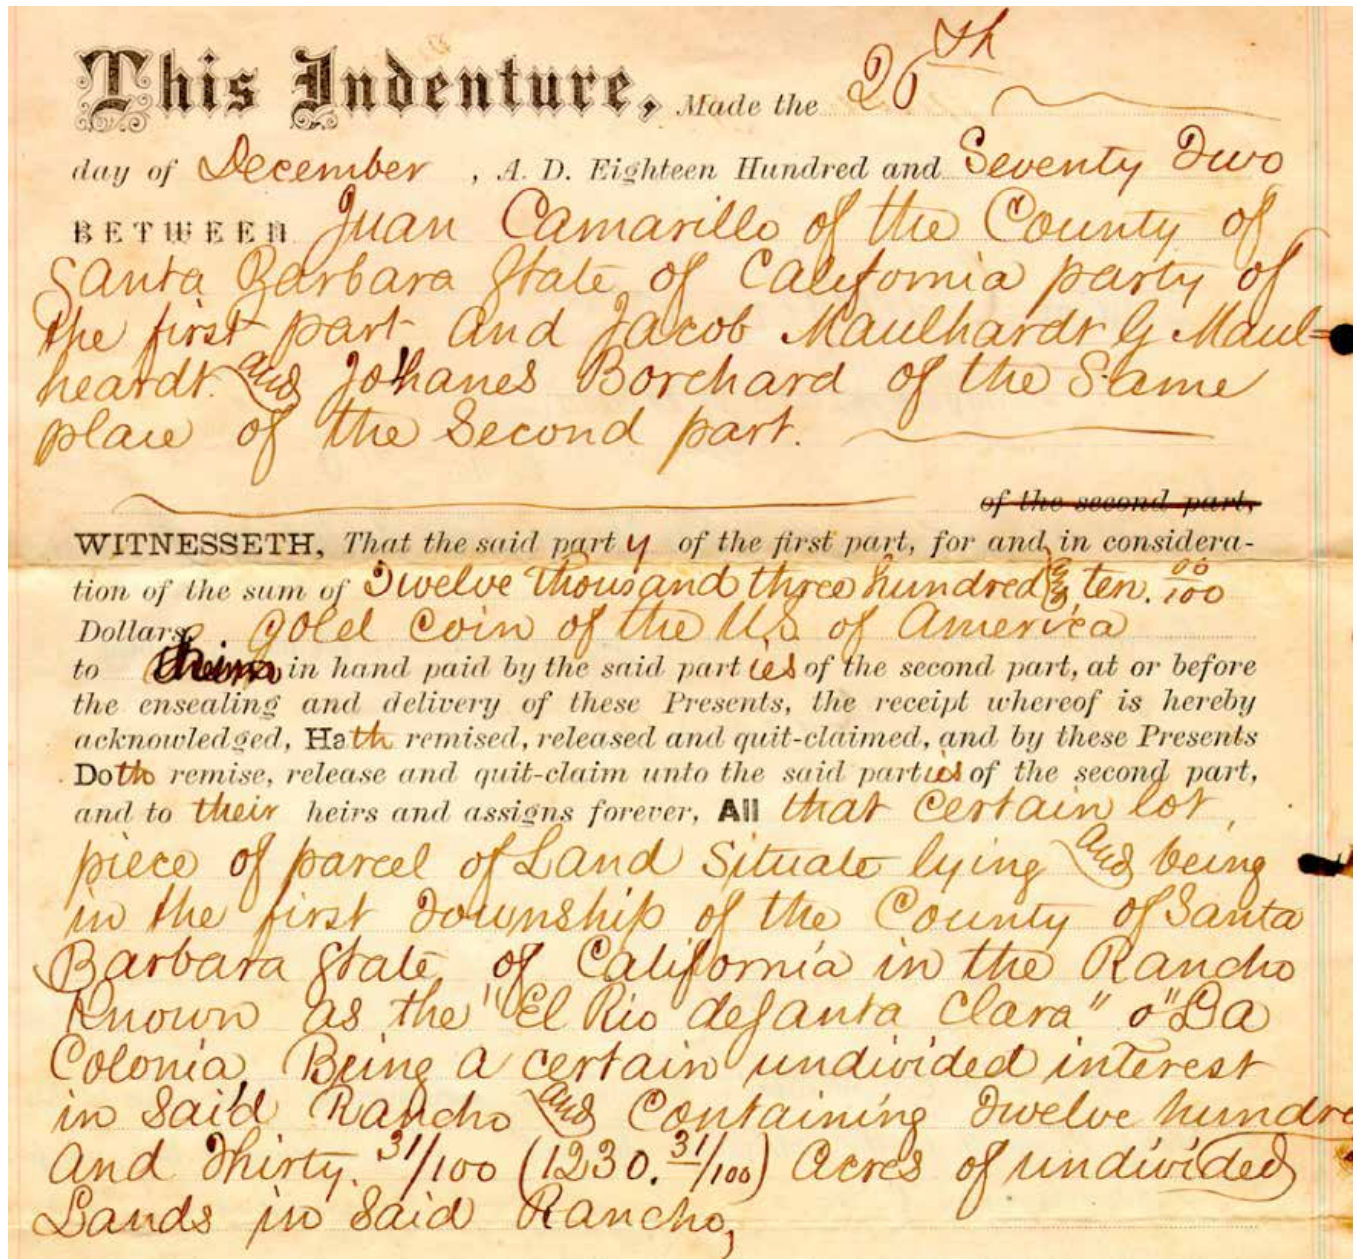 This Indenture, Made the 26th
day of December , A. D. Eighteen Hundred and Seventy Two
BETWEEN Juan Camarillo of the County of
Santa Barbara State of California party of
the first part and Jacob Maulhardt G Maul=
heardt. and Johanes Borchard of the Same
place of the Second part.
of the second part,
WITNESSETH, That the said party of the first part, for and in considera-
tion of the sum of Twelve thousand three hundred & ten. 00/100
Dollars. gold coin of the U.S. of America
to in hand paid by the said parties of the second part, at or before
the ensealing and delivery of these Presents, the receipt whereof is hereby
acknowledged, Hath remised, released and quit-claimed, and by these Presents
Doth remise, release and quit-claim unto the said parties of the second part,
and to their heirs and assigns forever, All that certain lot,
piece of parcel of Land Situate lying and being
in the first Township of the County of Santa
Barbara State of California in the Rancho
Known as the "El Rio de Santa Clara" o "La
Colonia, Being a certain undivided interest
in Said Rancho and Containing Twelve hundre
and Thirty. 31/100 (1230. 31/100) Acres of undivided
Lands in Said Rancho,